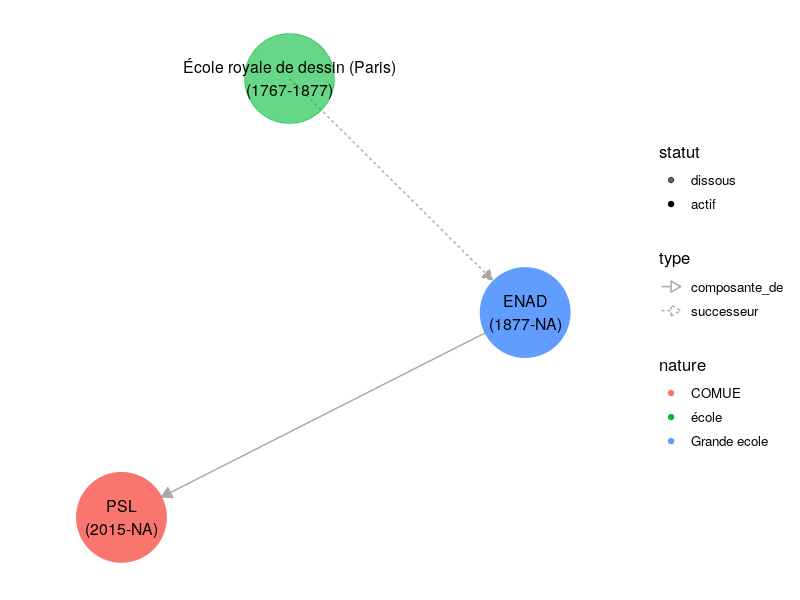 École royale de dessin (Paris)
(1767-1877)
ENAD
(1877-NA)
PSL
(2015-NA)
statut
dissous
actif
type
composante_de
successeur
nature
COMUE
école
Grande ecole